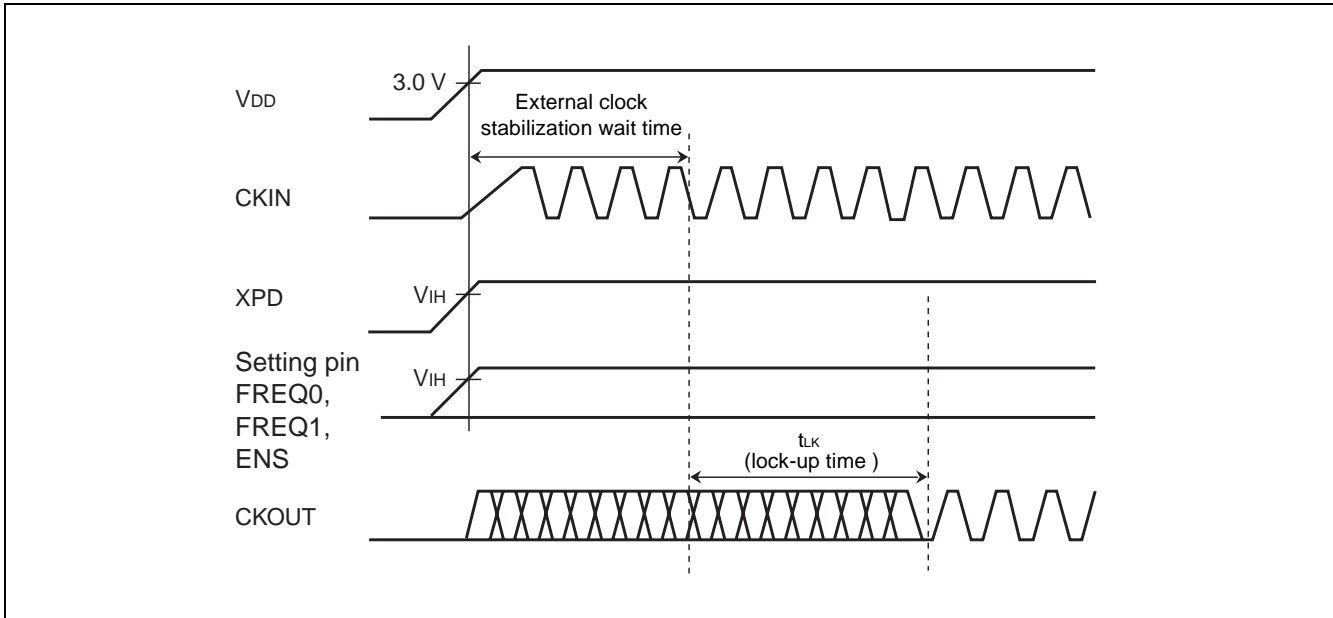 VDD
3.0 V
External clock
stabilization wait time
CKIN
XPD
VIH
Setting pin
FREQ0,
FREQ1,
ENS
VIH
tLK
(lock-up time )
CKOUT